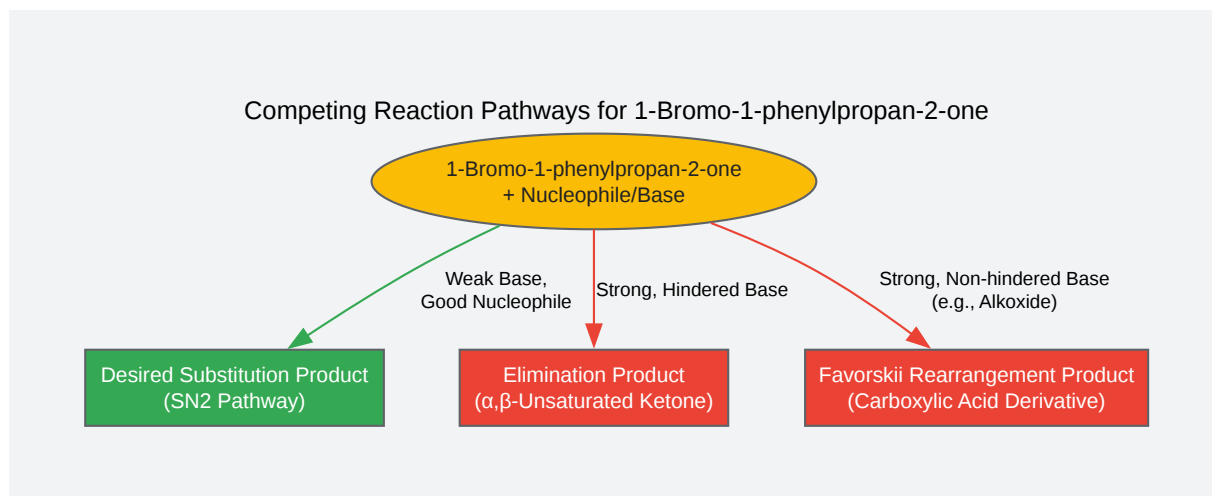 Competing Reaction Pathways for 1-Bromo-1-phenylpropan-2-one
1-Bromo-1-phenylpropan-2-one
+ Nucleophile/Base
Weak Base,
Good Nucleophile
Strong, Hindered Base
Strong, Non-hindered Base
(e.g., Alkoxide)
Desired Substitution Product
(SN2 Pathway)
Elimination Product
(α,β-Unsaturated Ketone)
Favorskii Rearrangement Product
(Carboxylic Acid Derivative)